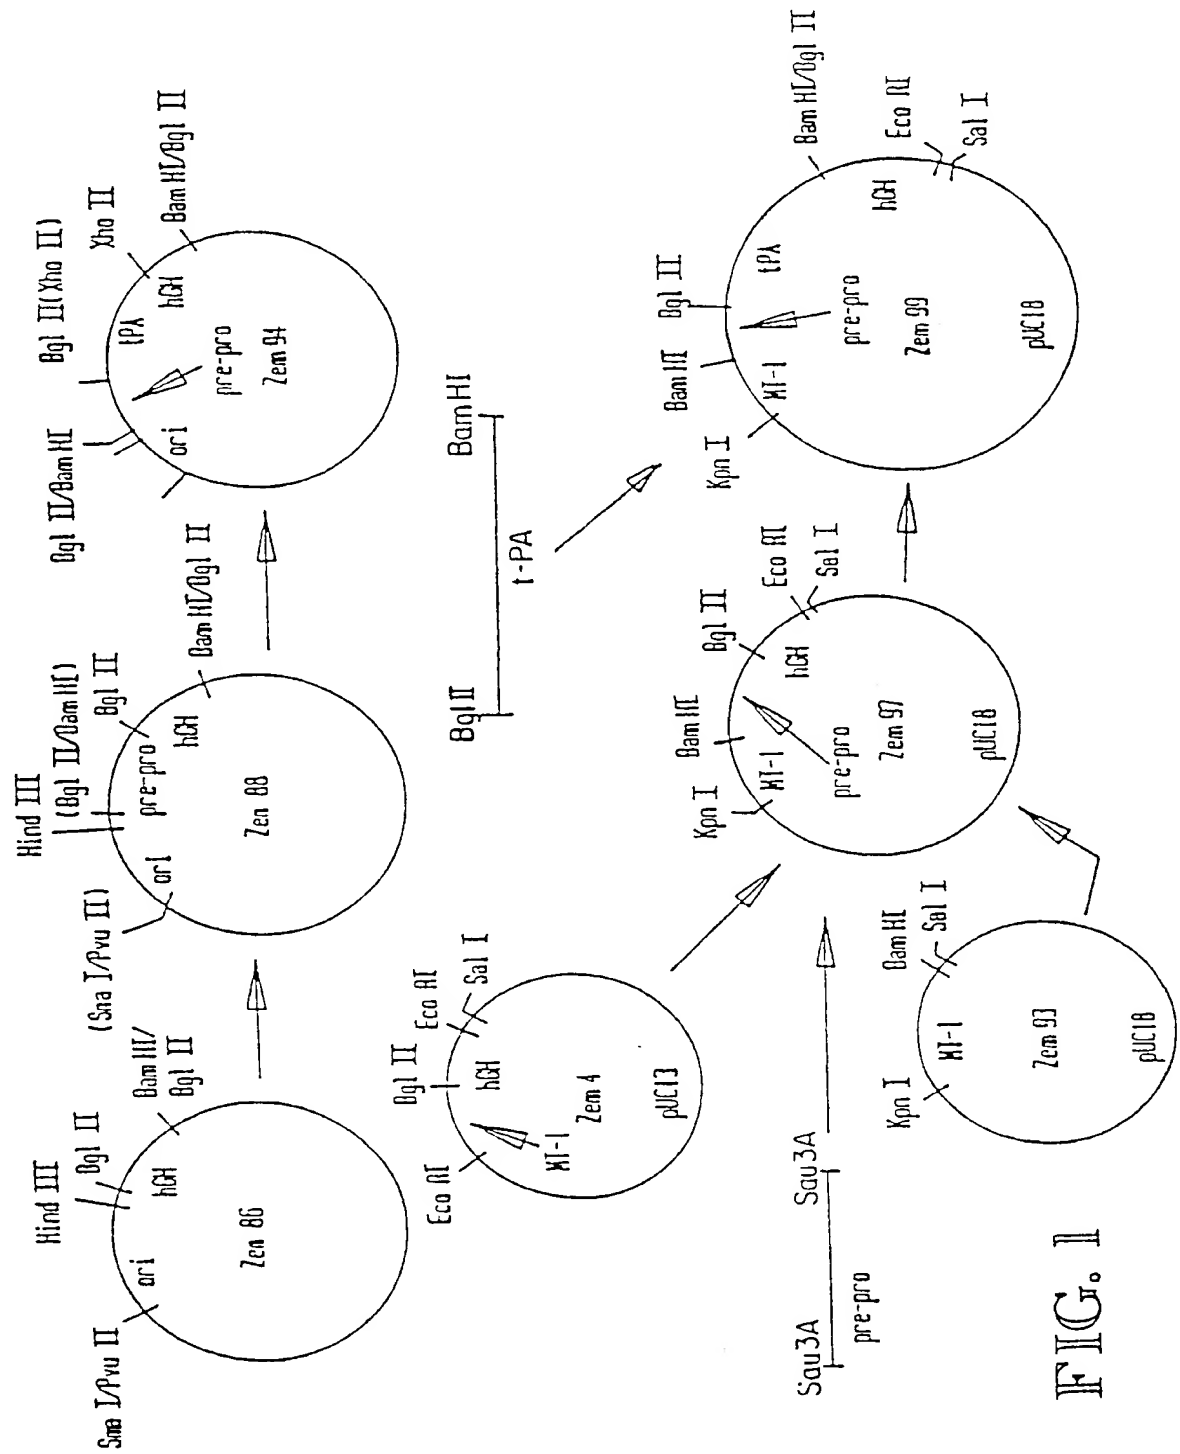 Sma I/Pvu II
ori
Hind III
Bgl II
hGH
BamHI/
Bgl II
Zem 86
(Sma I/Pvu II)
ori
Hind III
(Bgl II/BamHI)
pre-pro
Bgl II
hGH
BamHI/Bgl II
Zem 88
Bgl II/BamHI
ori
Bgl II(Xho II)
tPA
Xho II
hGH
BamHI/Bgl II
pre-pro
Zem 94
Eco RI
MT-1
Bgl II
hGH
Eco RI
Sal I
Zem 4
pUC13
Bgl II
BamHI
t-PA
Sau3A
Sau3A
pre-pro
Kpn I
MT-1
BamHI
Bgl II
hGH
Eco RI
Sal I
pre-pro
Zem 97
pUC18
Kpn I
MT-1
BamHI
Bgl II
tPA
BamHI/Bgl II
hGH
Eco RI
Sal I
pre-pro
Zem 99
pUC18
Kpn I
MT-1
BamHI
Sal I
Zem 93
pUC18
FIG. 1